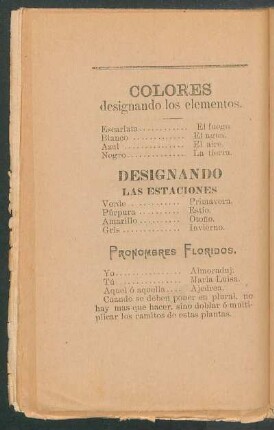 COLORES
designando los elementos.
Escarlata............ El fuego.
Blanco .............. El agua.
Azul ............... El aire.
Negro............... La tierra.
DESIGNANDO
LAS ESTACIONES
Verde .............. Primavera.
Púrpura ........... Estío.
Amarillo........... Otoño.
Gris ............... Invierno.
PRONOMBRES FLORIDOS.
Yo................. Almoraduj.
Tú ................. María Luisa.
Aquel ó aquella .... Ajedrea.
Cuando se deben poner en plural, no
hay mas que hacer, sino doblar ó multi-
plicar los ramitos de estas plantas.